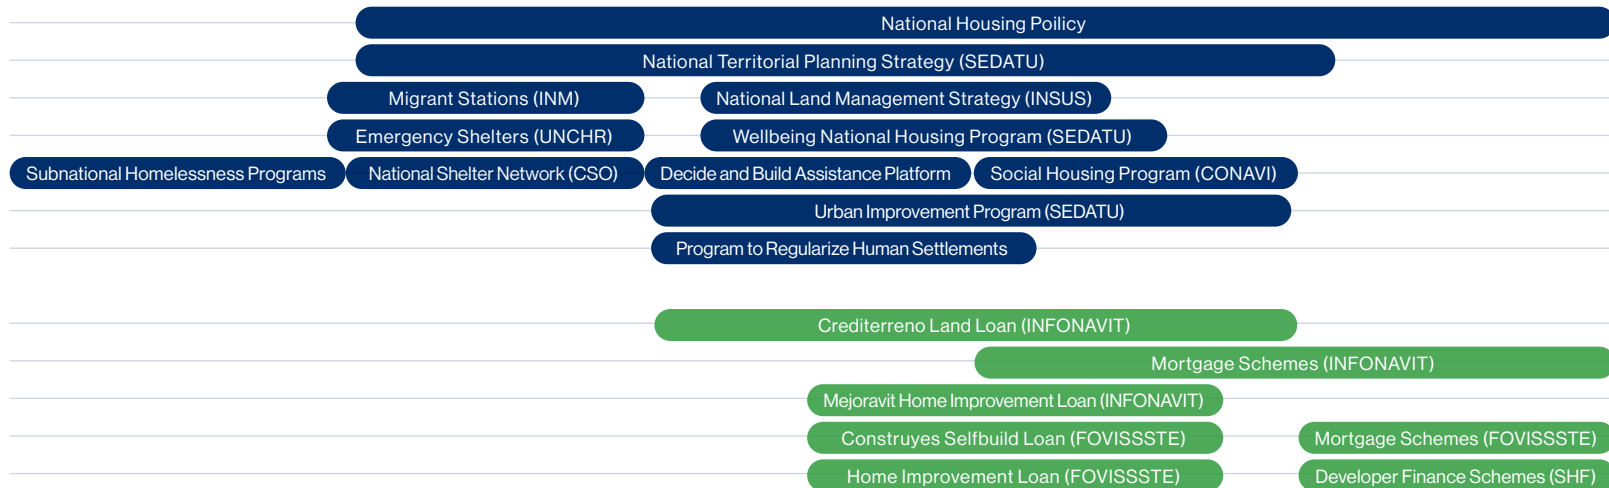 National Housing Poilicy
National Territorial Planning Strategy (SEDATU)
Migrant Stations (INM)
National Land Management Strategy (INSUS)
Emergency Shelters (UNCHR)
Wellbeing National Housing Program (SEDATU)
Subnational Homelessness Programs
National Shelter Network (CSO)
Decide and Build Assistance Platform
Social Housing Program (CONAVI)
Urban Improvement Program (SEDATU)
Program to Regularize Human Settlements
Crediterreno Land Loan (INFONAVIT)
Mortgage Schemes (INFONAVIT)
Mejoravit Home Improvement Loan (INFONAVIT)
Construyes Selfbuild Loan (FOVISSSTE)
Mortgage Schemes (FOVISSSTE)
Home Improvement Loan (FOVISSSTE)
Developer Finance Schemes (SHF)